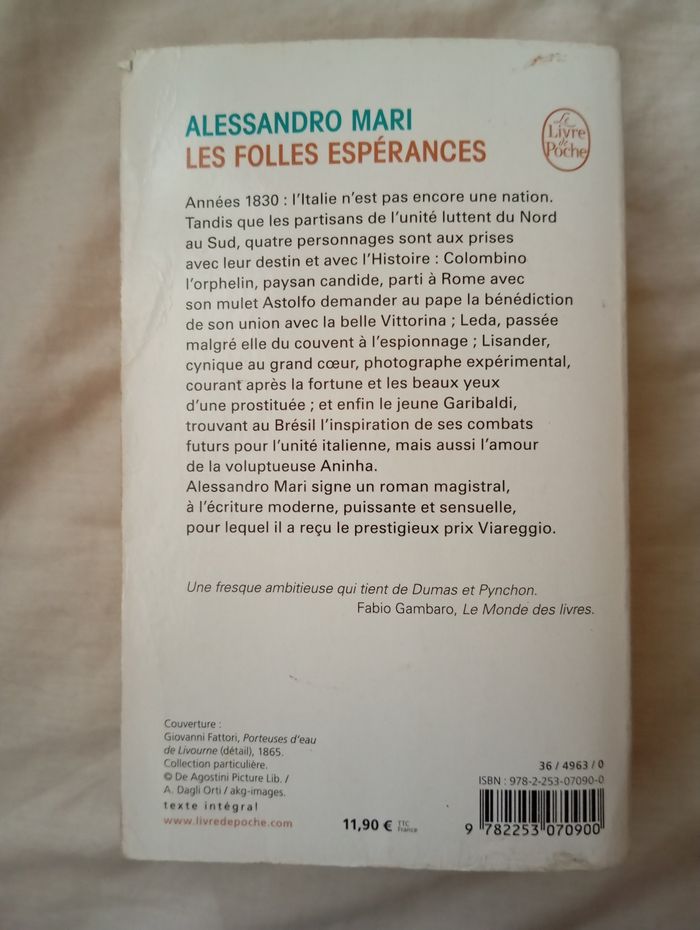 ALESSANDRO MARI
LES FOLLES ESPÉRANCES
Le
Livre
de
Poche
Années 1830 : l'Italie n'est pas encore une nation.
Tandis que les partisans de l'unité luttent du Nord
au Sud, quatre personnages sont aux prises
avec leur destin et avec l'Histoire : Colombino
l'orphelin, paysan candide, parti à Rome avec
son mulet Astolfo demander au pape la bénédiction
de son union avec la belle Vittorina ; Leda, passée
malgré elle du couvent à l'espionnage ; Lisander,
cynique au grand cœur, photographe expérimental,
courant après la fortune et les beaux yeux
d'une prostituée ; et enfin le jeune Garibaldi,
trouvant au Brésil l'inspiration de ses combats
futurs pour l'unité italienne, mais aussi l'amour
de la voluptueuse Aninha.
Alessandro Mari signe un roman magistral,
à l'écriture moderne, puissante et sensuelle,
pour lequel il a reçu le prestigieux prix Viareggio.
Une fresque ambitieuse qui tient de Dumas et Pynchon.
Fabio Gambaro, Le Monde des livres.
Couverture :
Giovanni Fattori, Porteuses d'eau
de Livourne (détail), 1865.
Collection particulière.
© De Agostini Picture Lib. /
A. Dagli Orti / akg-images.
texte intégral
www.livredepoche.com
11,90 € TTC
France
36 / 4963 / 0
ISBN : 978-2-253-07090-0
9 782253 070900